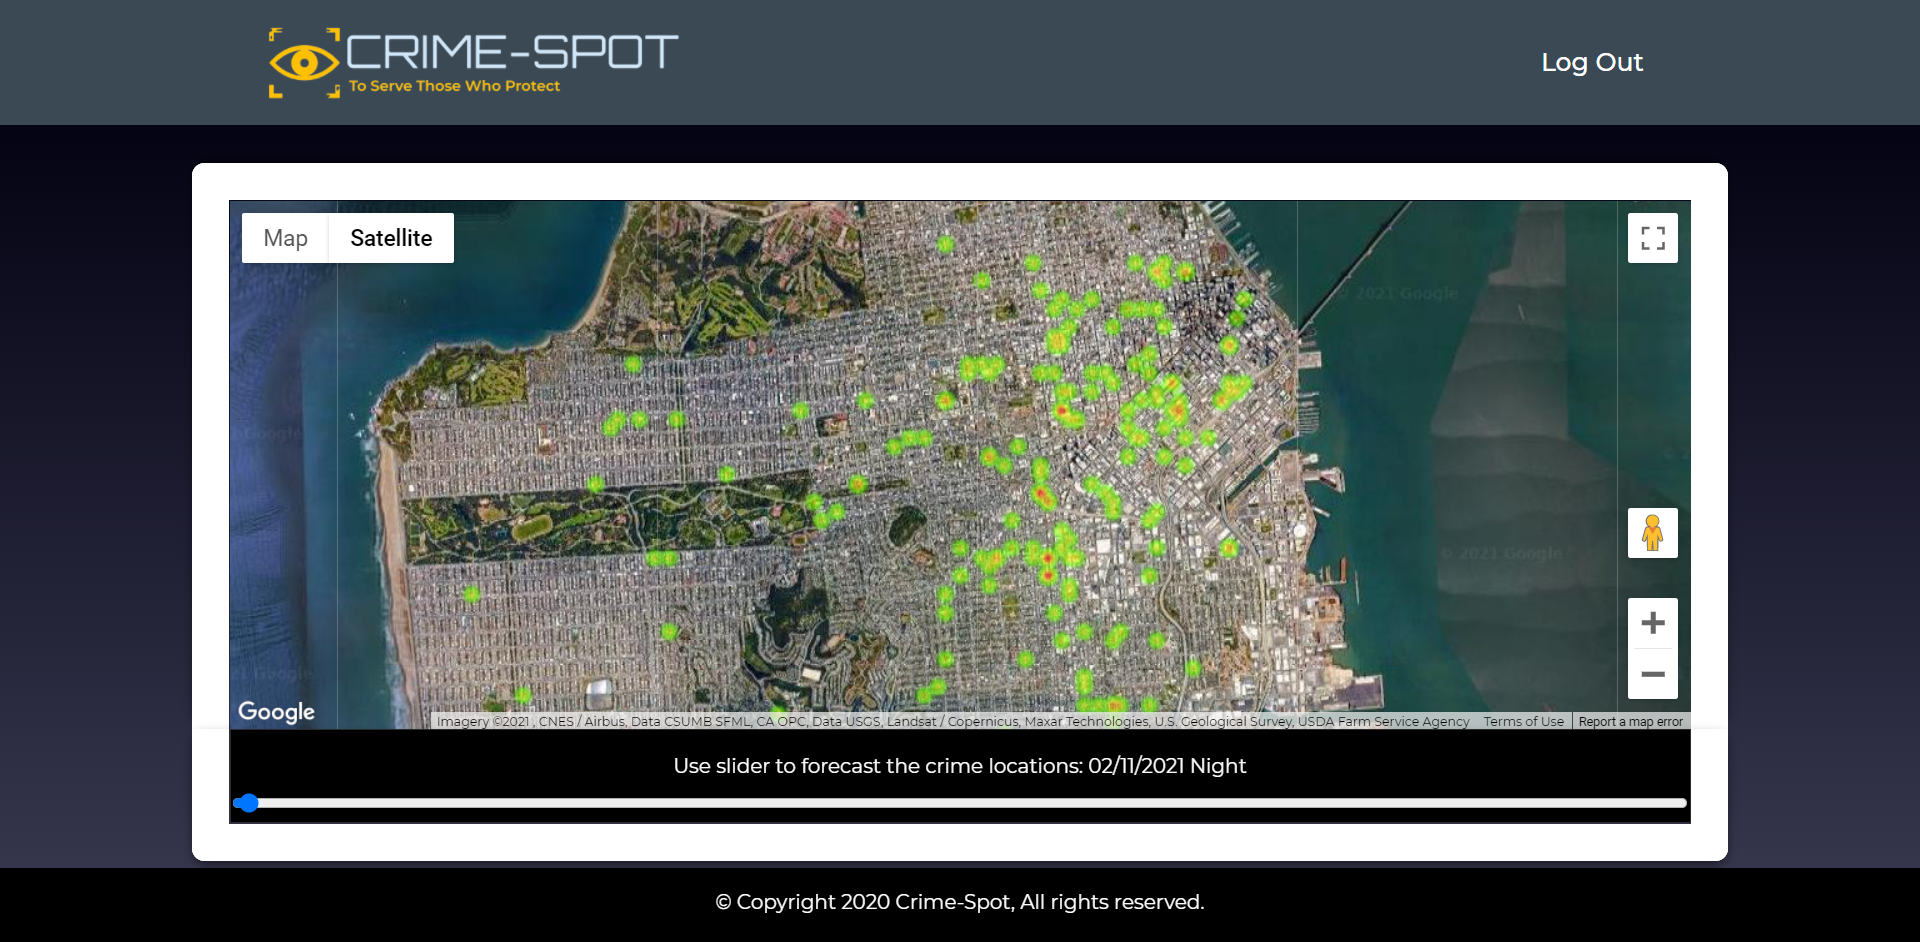 CRIME-SPOT
To Serve Those Who Protect
Log Out
Map
Satellite
© 2021 Google
Google
© 2021 Google
21 Google
Google
Imagery ©2021 , CNES / Airbus, Data CSUMB SFML, CA OPC, Data USGS, Landsat / Copernicus, Maxar Technologies, U.S. Geological Survey, USDA Farm Service Agency
Terms of Use
Report a map error
Use slider to forecast the crime locations: 02/11/2021 Night
© Copyright 2020 Crime-Spot, All rights reserved.